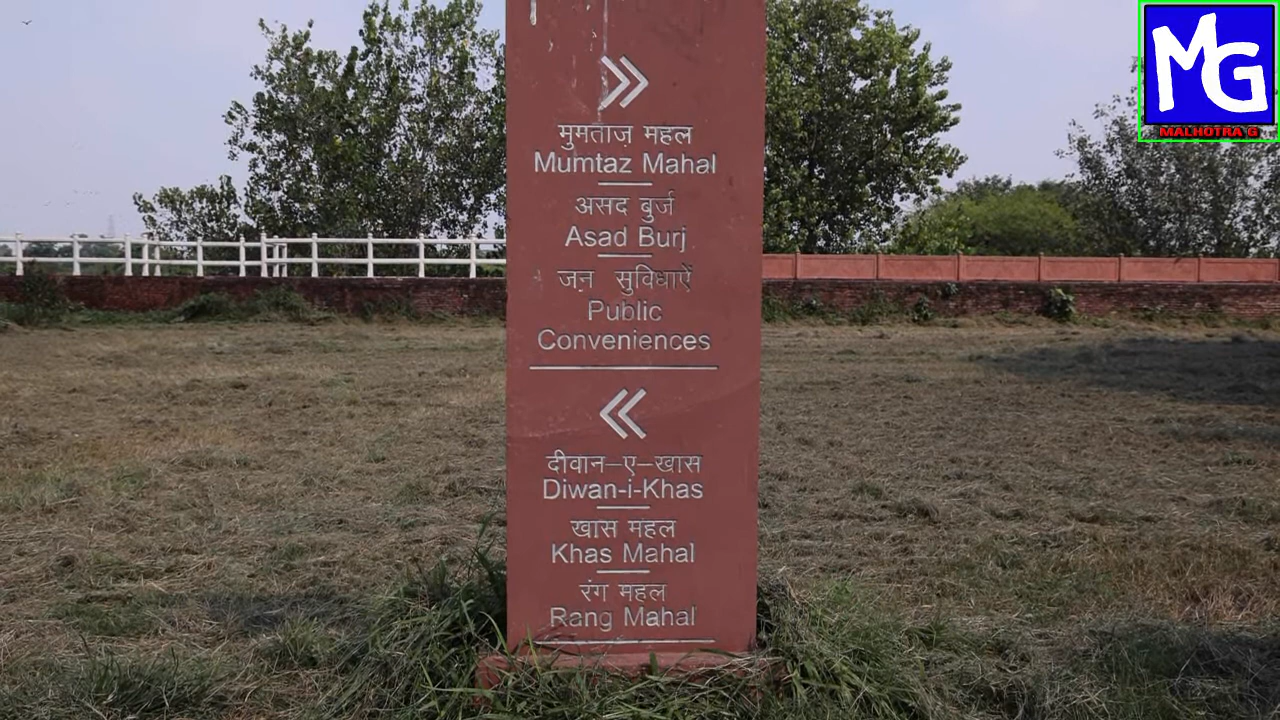 मुमताज़ महल
Mumtaz Mahal
असद बुर्ज
Asad Burj
जन सुविधाऐं
Public
Conveniences
दीवान-ए-खास
Diwan-i-Khas
खास महल
Khas Mahal
रंग महल
Rang Mahal
MG
MALHOTRA G